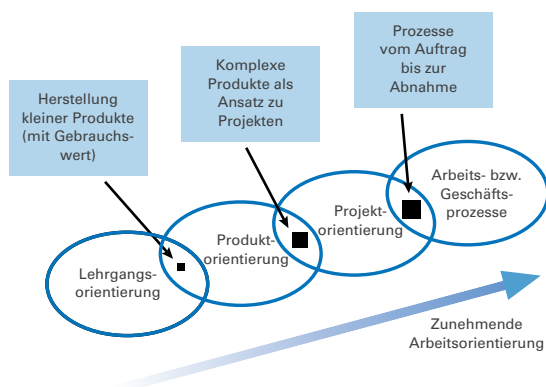 Prozesse
vom Auftrag
bis zur
Abnahme
Komplexe
Produkte als
Ansatz zu
Projekten
Herstellung
kleiner Produkte
(mit Gebrauchs-
wert)
Arbeits- bzw.
Geschäfts-
prozesse
Projekt-
orientierung
Produkt-
orientierung
Lehrgangs-
orientierung
Zunehmende
Arbeitsorientierung